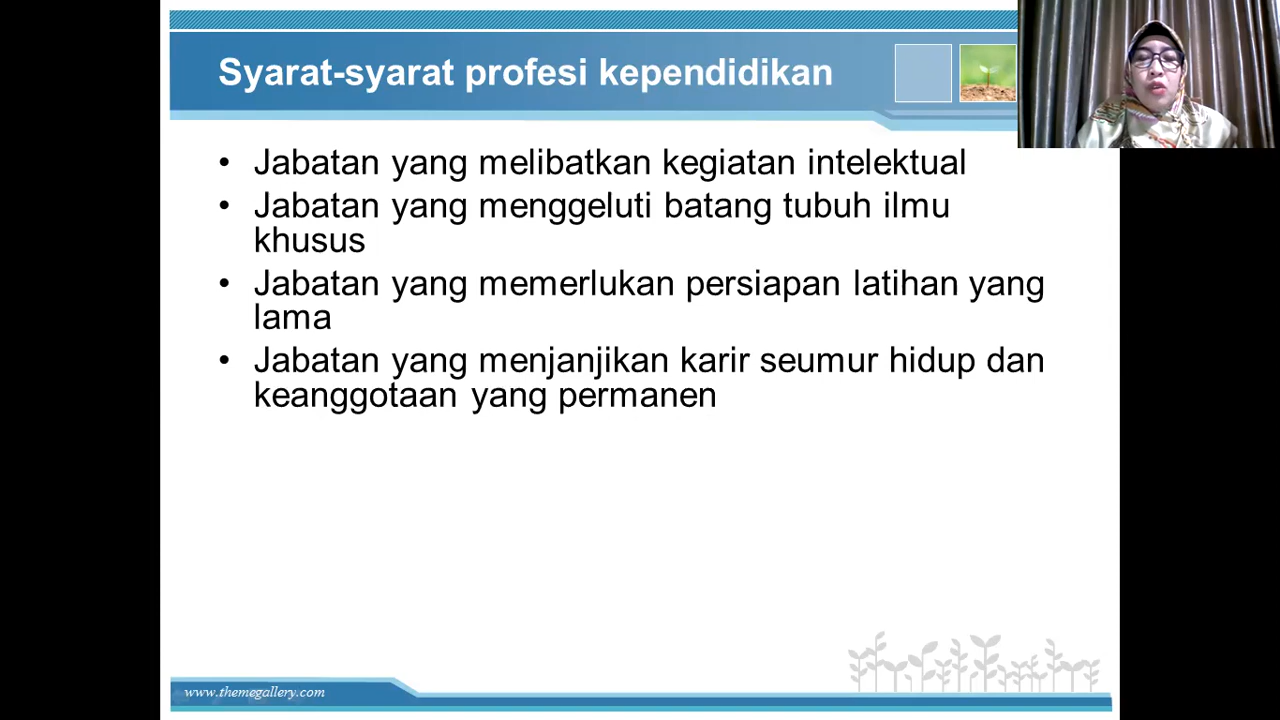 Syarat-syarat profesi kependidikan
• Jabatan yang melibatkan kegiatan intelektual
• Jabatan yang menggeluti batang tubuh ilmu
khusus
• Jabatan yang memerlukan persiapan latihan yang
lama
• Jabatan yang menjanjikan karir seumur hidup dan
keanggotaan yang permanen
www.themegallery.com